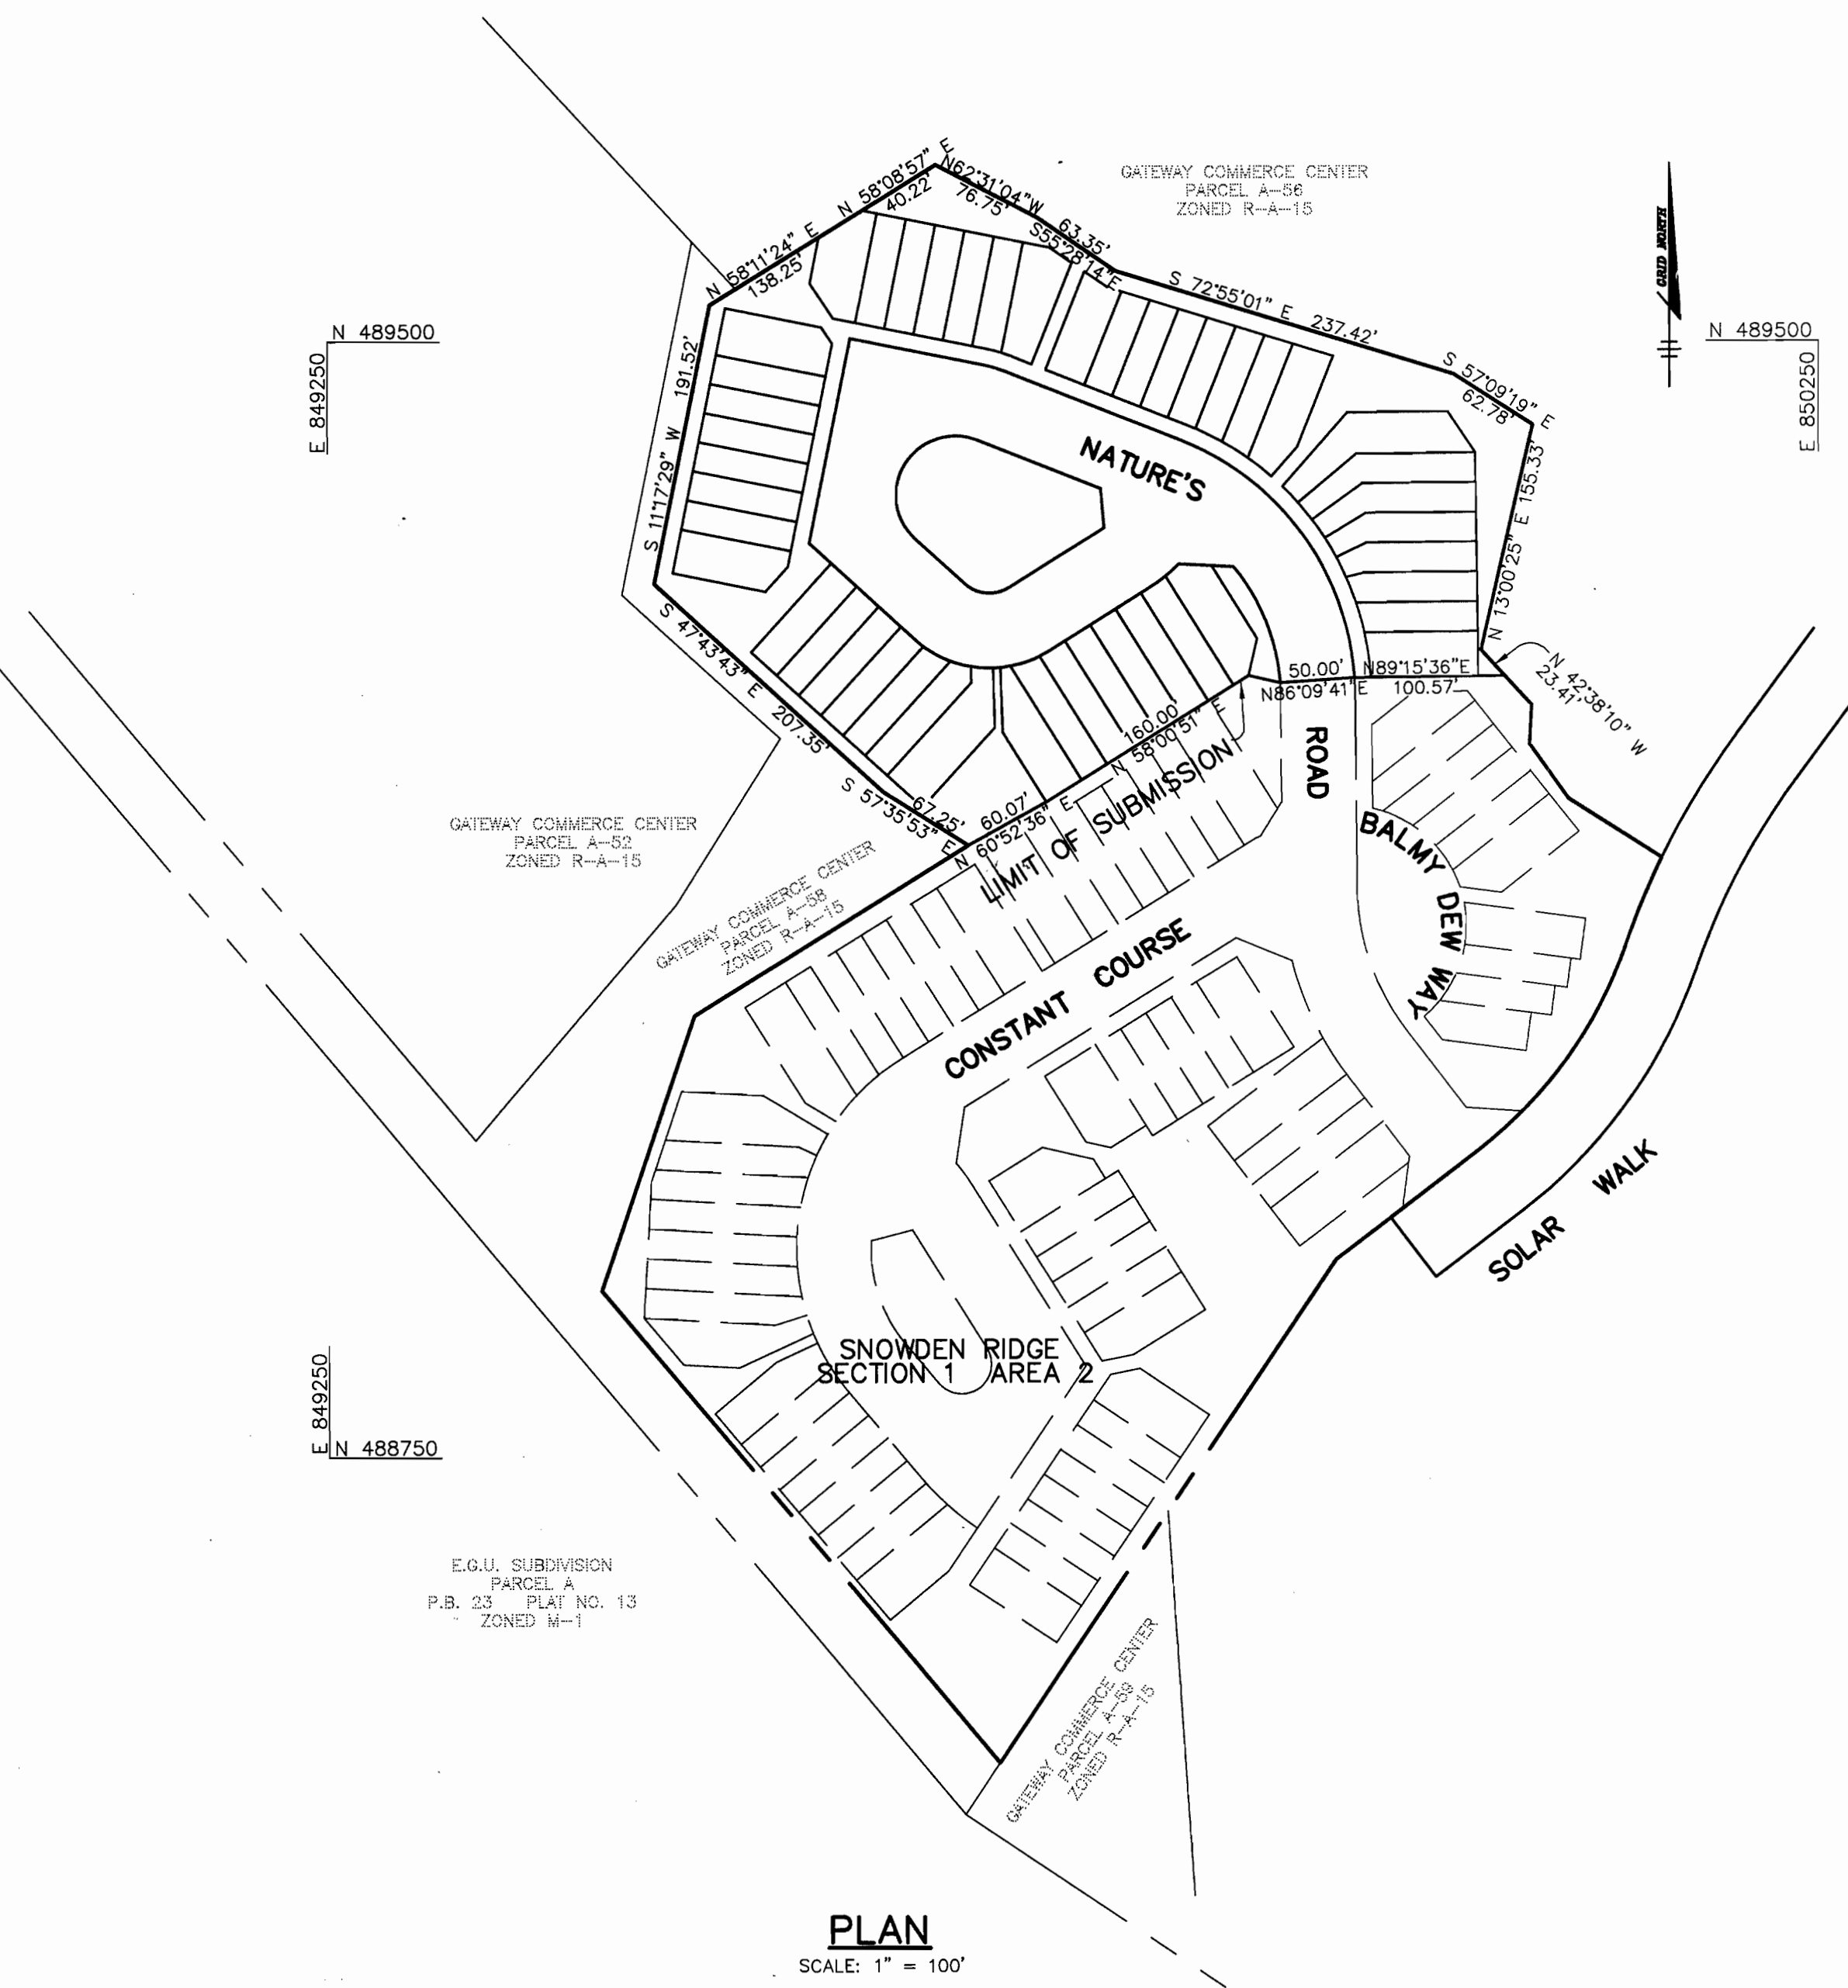 N 58°08'57" E
40.22'
N62°31'04"W
76.75'
GATEWAY COMMERCE CENTER
PARCEL A-56
ZONED R-A-15
GRID NORTH
63.35'
S55°28'14"E
N 58°11'24" E
138.25'
S 72°55'01" E 237.42'
N 489500
E 849250
N 489500
E 850250
S 11°17'29" W 191.52'
S 57°09'19" E
62.78'
NATURE'S
N 13°00'25" E 155.33'
S 47°43'43" E 207.35'
50.00'
N86°09'41"E
N89°15'36"E
100.57'
N 42°38'10" W
23.41'
160.00'
N 58°00'51" E
ROAD
LIMIT OF SUBMISSION
S 57°35'53" E
67.25'
60.07'
N 60°52'36" E
GATEWAY COMMERCE CENTER
PARCEL A-52
ZONED R-A-15
GATEWAY COMMERCE CENTER
PARCEL A-58
ZONED R-A-15
BALMY DEW WAY
CONSTANT COURSE
SOLAR WALK
SNOWDEN RIDGE
SECTION 1 AREA 2
E 849250
N 488750
E.G.U. SUBDIVISION
PARCEL A
P.B. 23 PLAT NO. 13
ZONED M-1
GATEWAY COMMERCE CENTER
PARCEL A-59
ZONED R-A-15
PLAN
SCALE: 1" = 100'